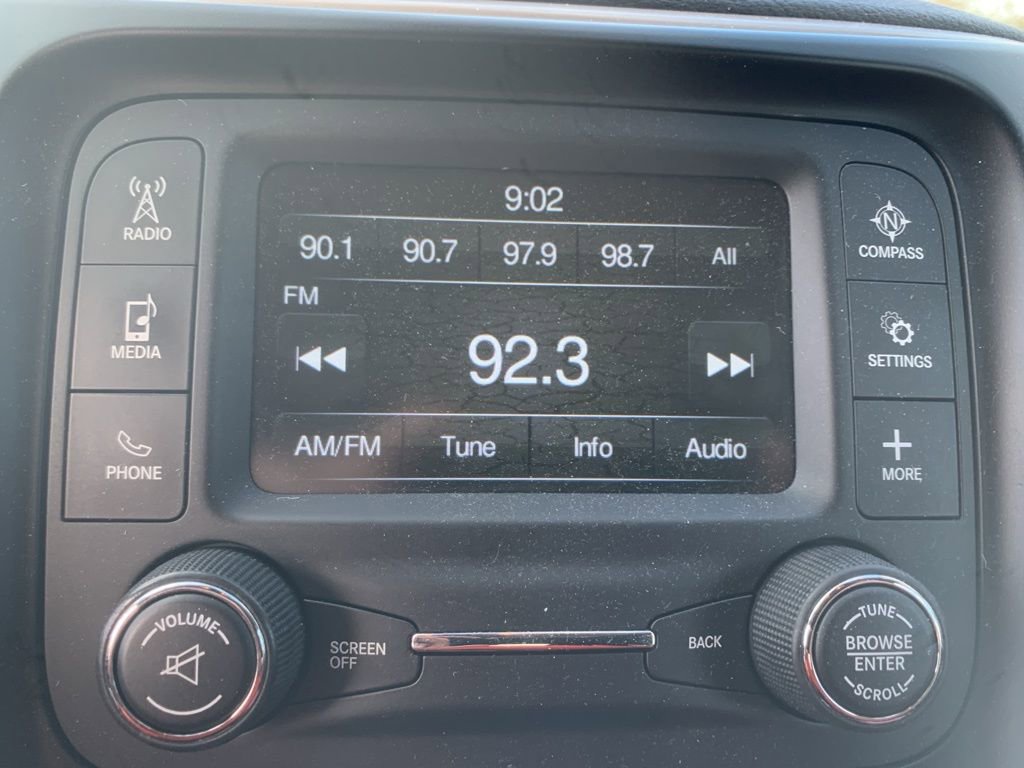 9:02
90.1 90.7 97.9 98.7 All
FM
92.3
AM/FM Tune Info Audio
RADIO
MEDIA
PHONE
N
COMPASS
SETTINGS
MORE
VOLUME
SCREEN
OFF
BACK
TUNE
BROWSE
ENTER
SCROLL